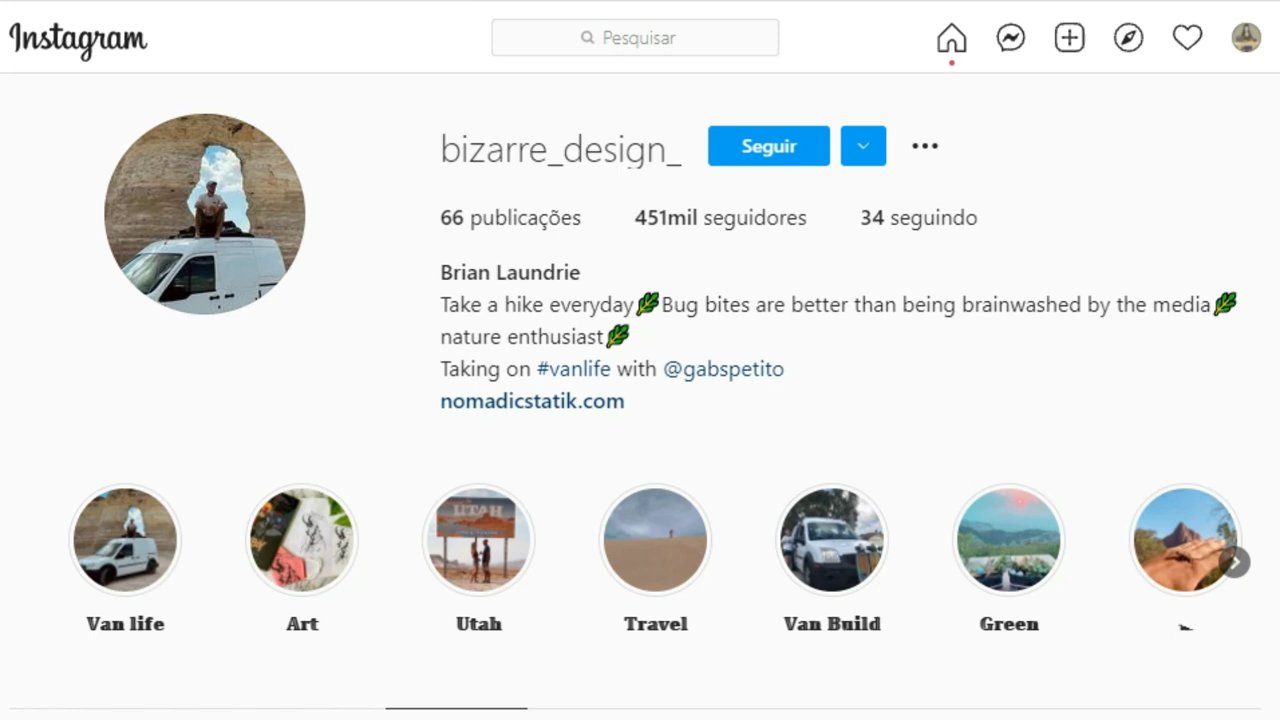 Instagram
Pesquisar
bizarre_design_
Seguir
66 publicações 451mil seguidores 34 seguindo
Brian Laundrie
Take a hike everyday🌿Bug bites are better than being brainwashed by the media🌿
nature enthusiast🌿
Taking on #vanlife with @gabspetito
nomadicstatik.com
UTAH
Van life Art Utah Travel Van Build Green